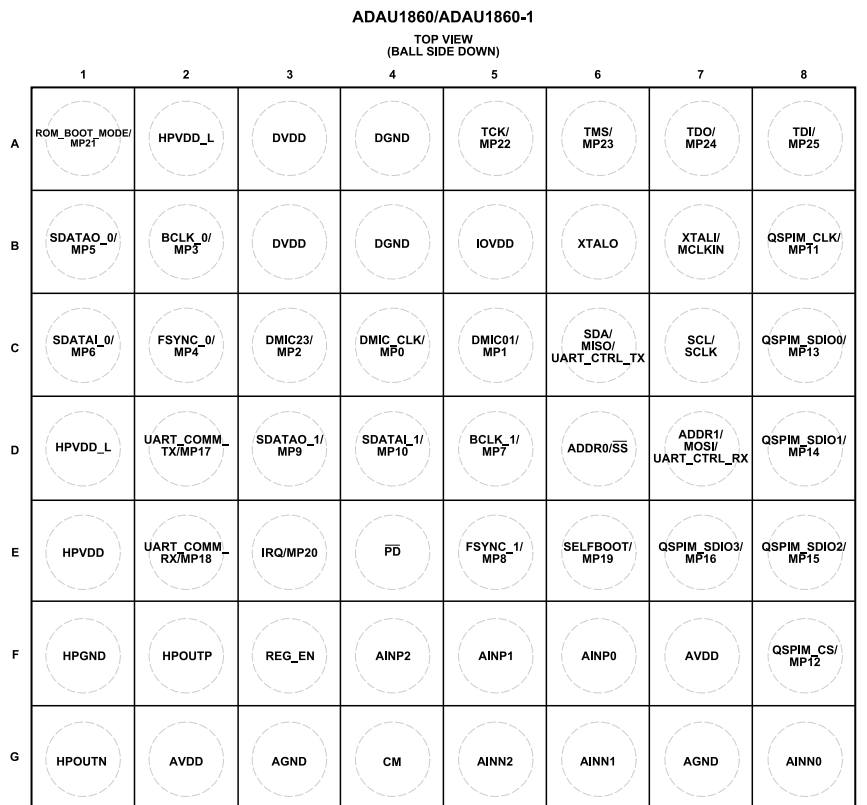 ADAU1860/ADAU1860-1
TOP VIEW
(BALL SIDE DOWN)
1 2 3 4 5 6 7 8
A
ROM_BOOT_MODE/
MP21
HPVDD_L
DVDD
DGND
TCK/
MP22
TMS/
MP23
TDO/
MP24
TDI/
MP25
B
SDATAO_0/
MP5
BCLK_0/
MP3
DVDD
DGND
IOVDD
XTALO
XTALI/
MCLKIN
QSPIM_CLK/
MP11
C
SDATAI_0/
MP6
FSYNC_0/
MP4
DMIC23/
MP2
DMIC_CLK/
MP0
DMIC01/
MP1
SDA/
MISO/
UART_CTRL_TX
SCL/
SCLK
QSPIM_SDIO0/
MP13
D
HPVDD_L
UART_COMM_
TX/MP17
SDATAO_1/
MP9
SDATAI_1/
MP10
BCLK_1/
MP7
ADDR0/S̅S̅
ADDR1/
MOSI/
UART_CTRL_RX
QSPIM_SDIO1/
MP14
E
HPVDD
UART_COMM_
RX/MP18
IRQ/MP20
P̅D̅
FSYNC_1/
MP8
SELFBOOT/
MP19
QSPIM_SDIO3/
MP16
QSPIM_SDIO2/
MP15
F
HPGND
HPOUTP
REG_EN
AINP2
AINP1
AINP0
AVDD
QSPIM_CS/
MP12
G
HPOUTN
AVDD
AGND
CM
AINN2
AINN1
AGND
AINN0